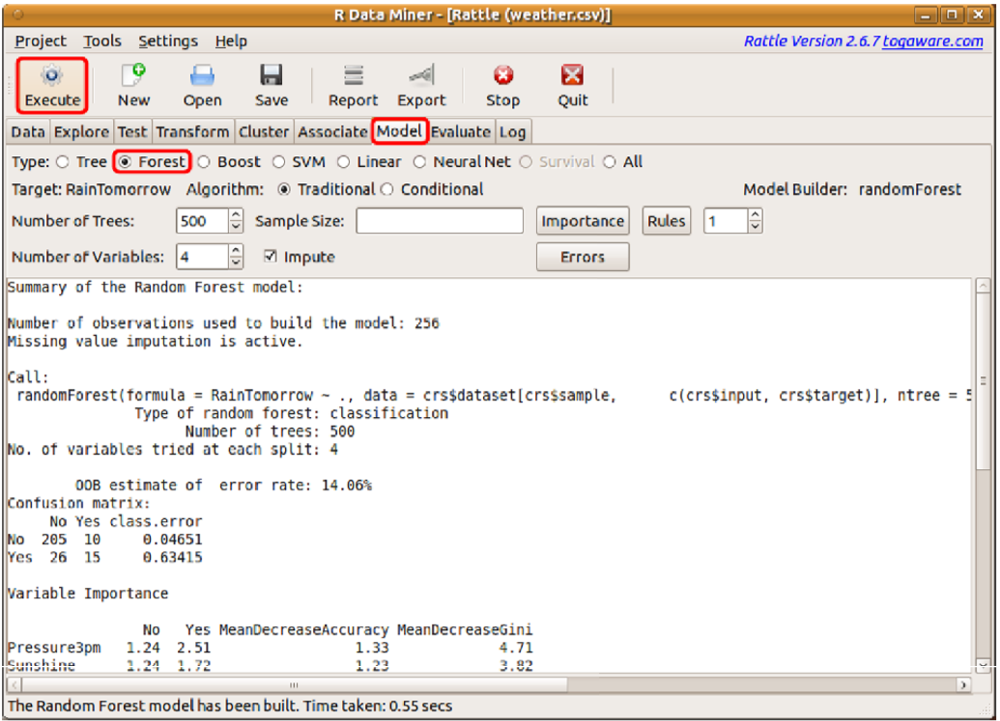 R Data Miner - [Rattle (weather.csv)]
Project Tools Settings Help Rattle Version 2.6.7 togaware.com
Execute New Open Save Report Export Stop Quit
Data Explore Test Transform Cluster Associate Model Evaluate Log
Type: Tree Forest Boost SVM Linear Neural Net Survival All
Target: RainTomorrow Algorithm: Traditional Conditional Model Builder: randomForest
Number of Trees: 500 Sample Size: Importance Rules 1
Number of Variables: 4 Impute Errors
Summary of the Random Forest model:
Number of observations used to build the model: 256
Missing value imputation is active.
Call:
randomForest(formula = RainTomorrow ~ ., data = crs$dataset[crs$sample, c(crs$input, crs$target)], ntree = 5
Type of random forest: classification
Number of trees: 500
No. of variables tried at each split: 4
OOB estimate of error rate: 14.06%
Confusion matrix:
No Yes class.error
No 205 10 0.04651
Yes 26 15 0.63415
Variable Importance
No Yes MeanDecreaseAccuracy MeanDecreaseGini
Pressure3pm 1.24 2.51 1.33 4.71
Sunshine 1.24 1.72 1.23 3.82
The Random Forest model has been built. Time taken: 0.55 secs